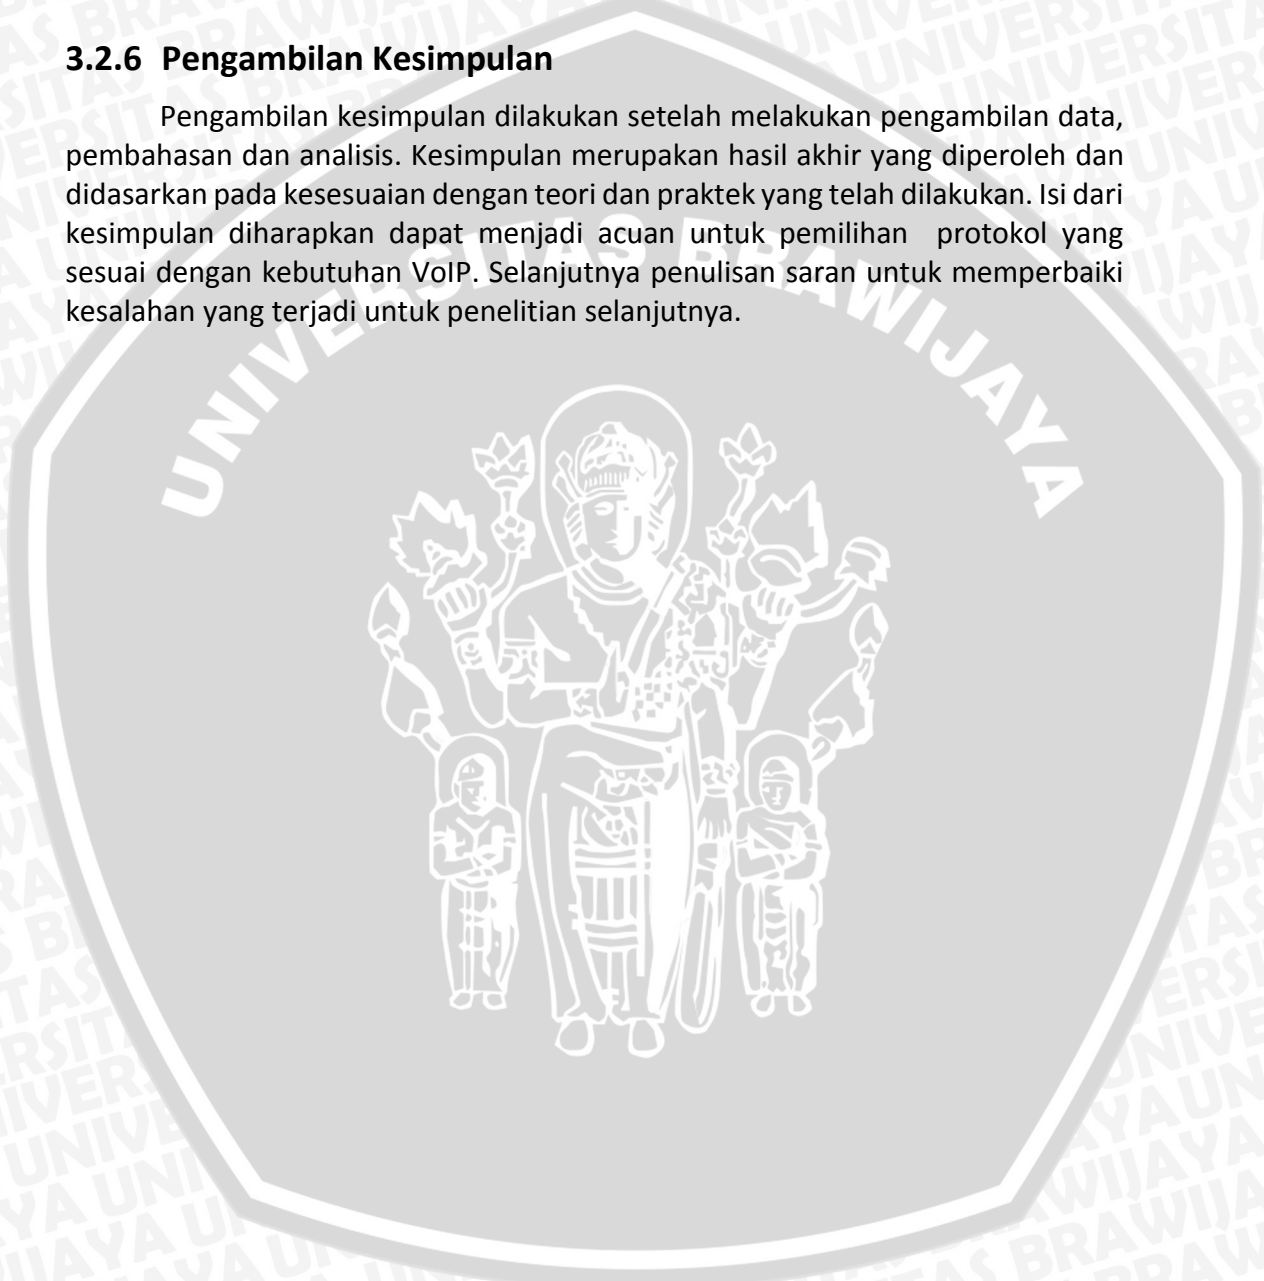 3.2.6 Pengambilan Kesimpulan
Pengambilan kesimpulan dilakukan setelah melakukan pengambilan data,
pembahasan dan analisis. Kesimpulan merupakan hasil akhir yang diperoleh dan
didasarkan pada kesesuaian dengan teori dan praktek yang telah dilakukan. Isi dari
kesimpulan diharapkan dapat menjadi acuan untuk pemilihan protokol yang
sesuai dengan kebutuhan VoIP. Selanjutnya penulisan saran untuk memperbaiki
kesalahan yang terjadi untuk penelitian selanjutnya.
UNIVERSITAS BRAWIJAYA